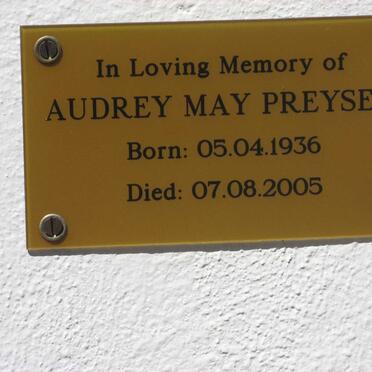 In Loving Memory of
AUDREY MAY PREYSE
Born: 05.04.1936
Died: 07.08.2005